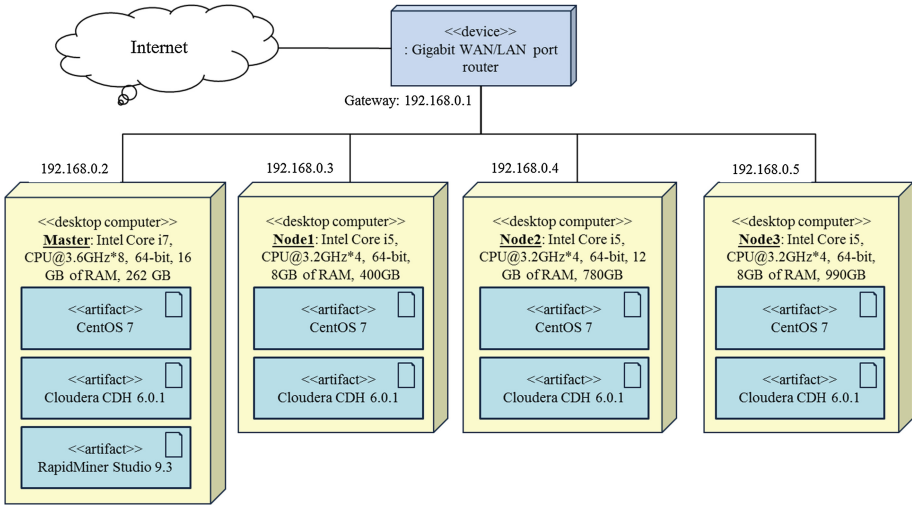 Internet
<<device>>
: Gigabit WAN/LAN port
router
Gateway: 192.168.0.1
192.168.0.2
192.168.0.3
192.168.0.4
192.168.0.5
<<desktop computer>>
Master: Intel Core i7,
CPU@3.6GHz*8, 64-bit, 16
GB of RAM, 262 GB
<<artifact>>
CentOS 7
<<artifact>>
Cloudera CDH 6.0.1
<<artifact>>
RapidMiner Studio 9.3
<<desktop computer>>
Node1: Intel Core i5,
CPU@3.2GHz*4, 64-bit,
8GB of RAM, 400GB
<<artifact>>
CentOS 7
<<artifact>>
Cloudera CDH 6.0.1
<<desktop computer>>
Node2: Intel Core i5,
CPU@3.2GHz*4, 64-bit, 12
GB of RAM, 780GB
<<artifact>>
CentOS 7
<<artifact>>
Cloudera CDH 6.0.1
<<desktop computer>>
Node3: Intel Core i5,
CPU@3.2GHz*4, 64-bit,
8GB of RAM, 990GB
<<artifact>>
CentOS 7
<<artifact>>
Cloudera CDH 6.0.1